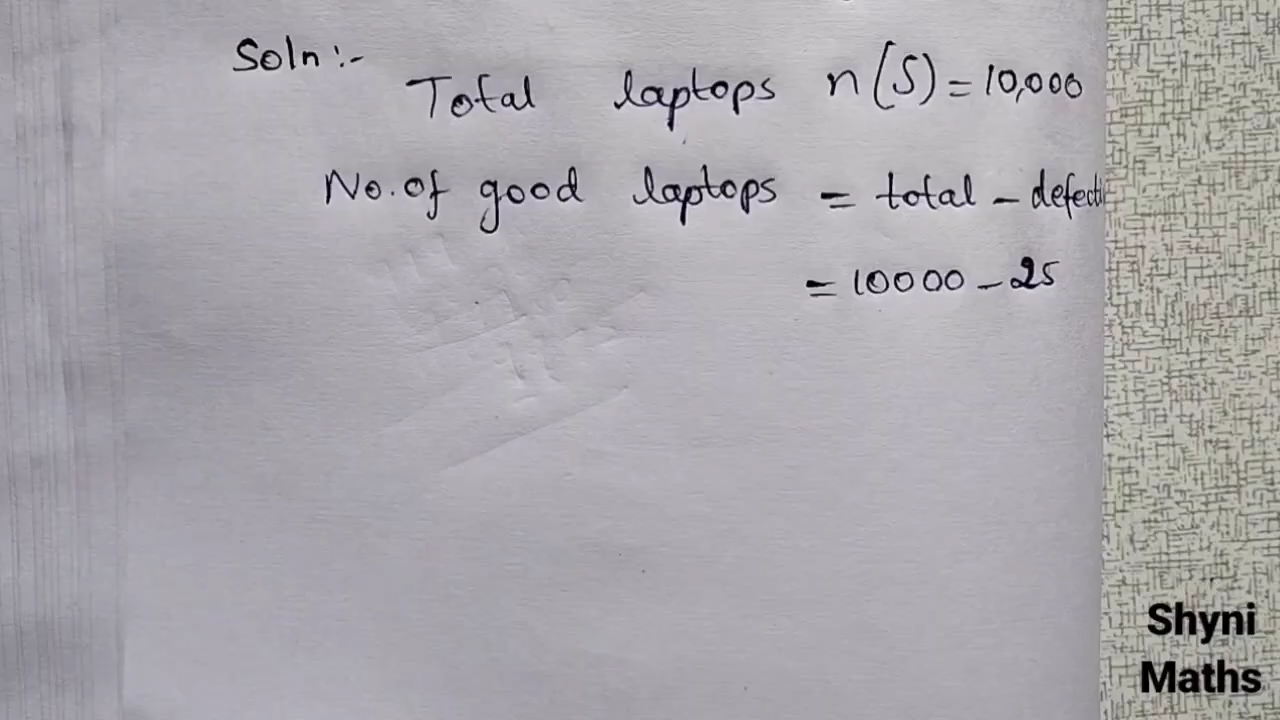 Soln :-
Total laptops n(S) = 10,000
No. of good laptops = total - defecti
= 10000 - 25
Shyni
Maths